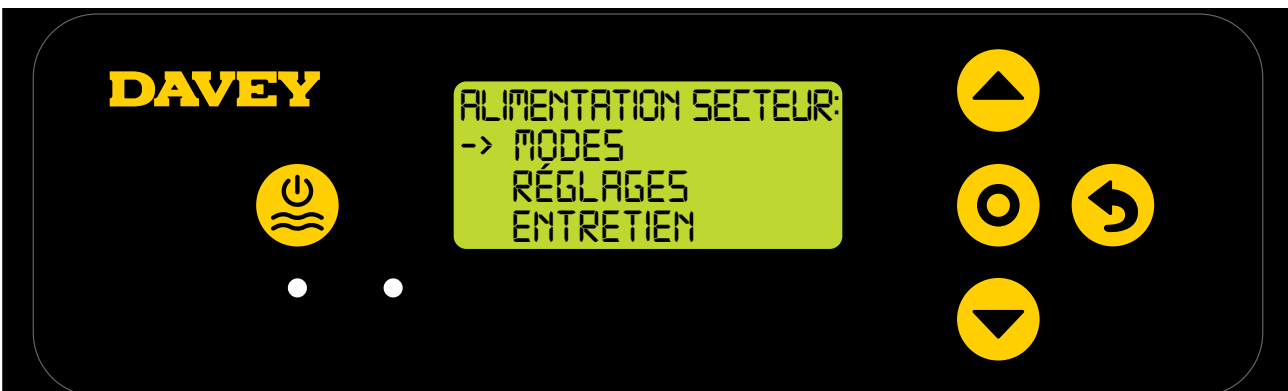 DAVEY
ALIMENTATION SECTEUR:
-> MODES
RÉGLAGES
ENTRETIEN